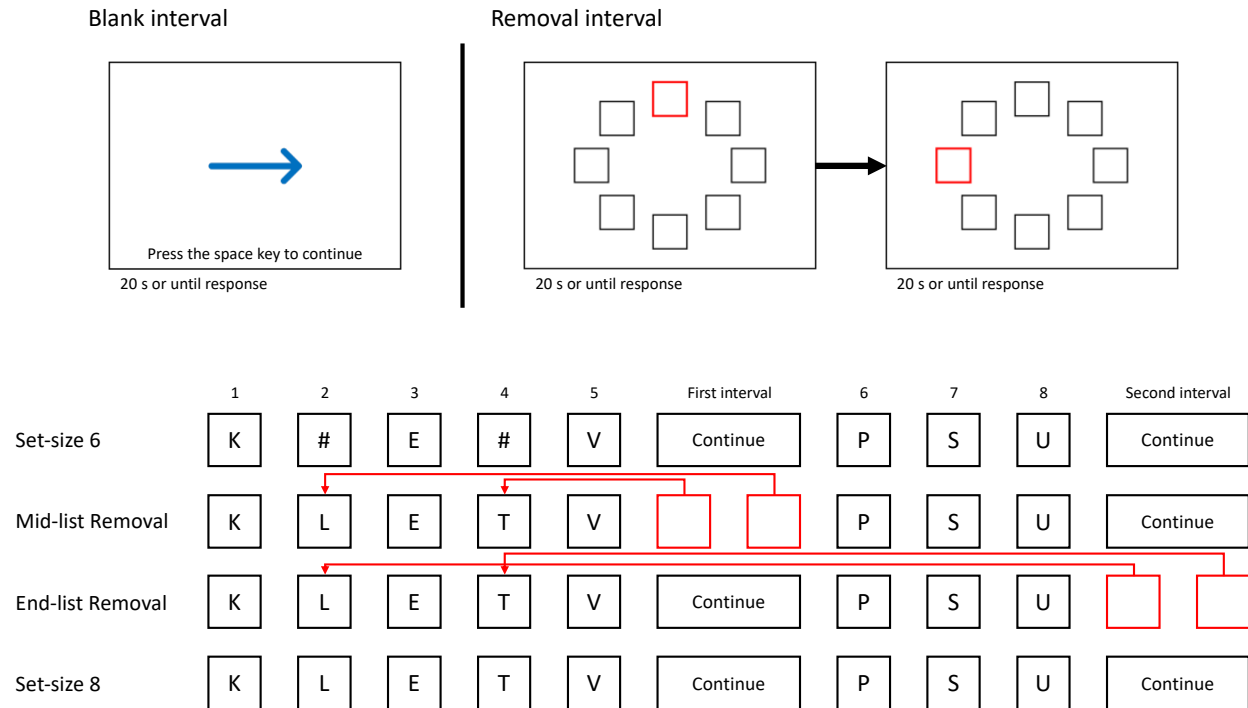 Blank interval
Removal interval
Press the space key to continue
20 s or until response
20 s or until response
20 s or until response
1 2 3 4 5 First interval 6 7 8 Second interval
Set-size 6 K # E # V Continue P S U Continue
Mid-list Removal K L E T V P S U Continue
End-list Removal K L E T V Continue P S U
Set-size 8 K L E T V Continue P S U Continue